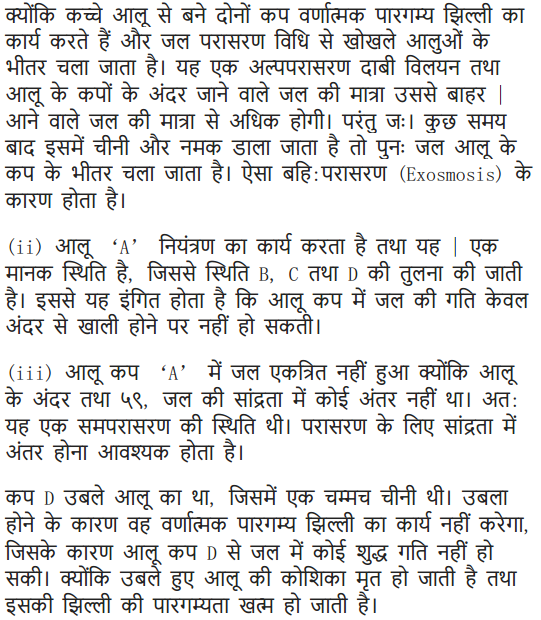 क्योंकि कच्चे आलू से बने दोनों कप वर्णात्मक पारगम्य झिल्ली का
कार्य करते हैं और जल परासरण विधि से खोखले आलुओं के
भीतर चला जाता है। यह एक अल्पपरासरण दाबी विलयन तथा
आलू के कपों के अंदर जाने वाले जल की मात्रा उससे बाहर |
आने वाले जल की मात्रा से अधिक होगी। परंतु जः। कुछ समय
बाद इसमें चीनी और नमक डाला जाता है तो पुनः जल आलू के
कप के भीतर चला जाता है। ऐसा बहि:परासरण (Exosmosis) के
कारण होता है।
(ii) आलू ‘A’ नियंत्रण का कार्य करता है तथा यह | एक
मानक स्थिति है, जिससे स्थिति B, C तथा D की तुलना की जाती
है। इससे यह इंगित होता है कि आलू कप में जल की गति केवल
अंदर से खाली होने पर नहीं हो सकती।
(iii) आलू कप ‘A’ में जल एकत्रित नहीं हुआ क्योंकि आलू
के अंदर तथा ५९, जल की सांद्रता में कोई अंतर नहीं था। अत:
यह एक समपरासरण की स्थिति थी। परासरण के लिए सांद्रता में
अंतर होना आवश्यक होता है।
कप D उबले आलू का था, जिसमें एक चम्मच चीनी थी। उबला
होने के कारण वह वर्णात्मक पारगम्य झिल्ली का कार्य नहीं करेगा,
जिसके कारण आलू कप D से जल में कोई शुद्ध गति नहीं हो
सकी। क्योंकि उबले हुए आलू की कोशिका मृत हो जाती है तथा
इसकी झिल्ली की पारगम्यता खत्म हो जाती है।